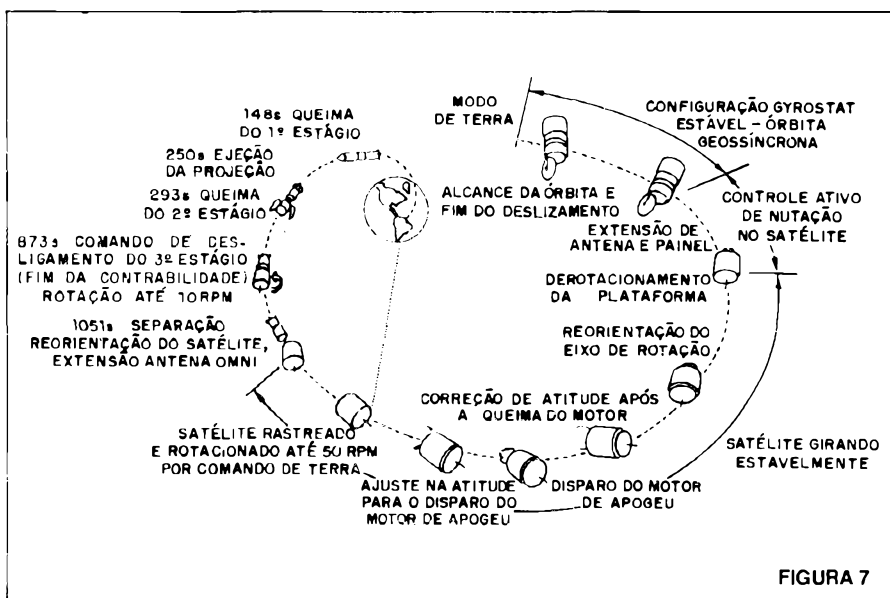 148s QUEIMA
DO 1º ESTÁGIO
250s EJEÇÃO
DA PROJEÇÃO
293s QUEIMA
DO 2º ESTÁGIO
873s COMANDO DE DES-
LIGAMENTO DO 3º ESTÁGIO
(FIM DA CONTRABILIDADE)
ROTAÇÃO ATÉ 10RPM
1051s SEPARAÇÃO
REORIENTAÇÃO DO SATÉLITE,
EXTENSÃO ANTENA OMNI
SATÉLITE RASTREADO
E ROTACIONADO ATÉ 50 RPM
POR COMANDO DE TERRA
AJUSTE NA ATITUDE
PARA O DISPARO DO
MOTOR DE APOGEU
DISPARO DO MOTOR
DE APOGEU
CORREÇÃO DE ATITUDE APÓS
A QUEIMA DO MOTOR
REORIENTAÇÃO DO
EIXO DE ROTAÇÃO
SATÉLITE GIRANDO
ESTAVELMENTE
DEROTACIONAMENTO
DA PLATAFORMA
EXTENSÃO DE
ANTENA E PAINEL
CONTROLE ATIVO
DE NUTAÇÃO
NO SATÉLITE
ALCANCE DA ÓRBITA E
FIM DO DESLIZAMENTO
CONFIGURAÇÃO GYROSTAT
ESTÁVEL - ÓRBITA
GEOSSÍNCRONA
MODO
DE TERRA
FIGURA 7